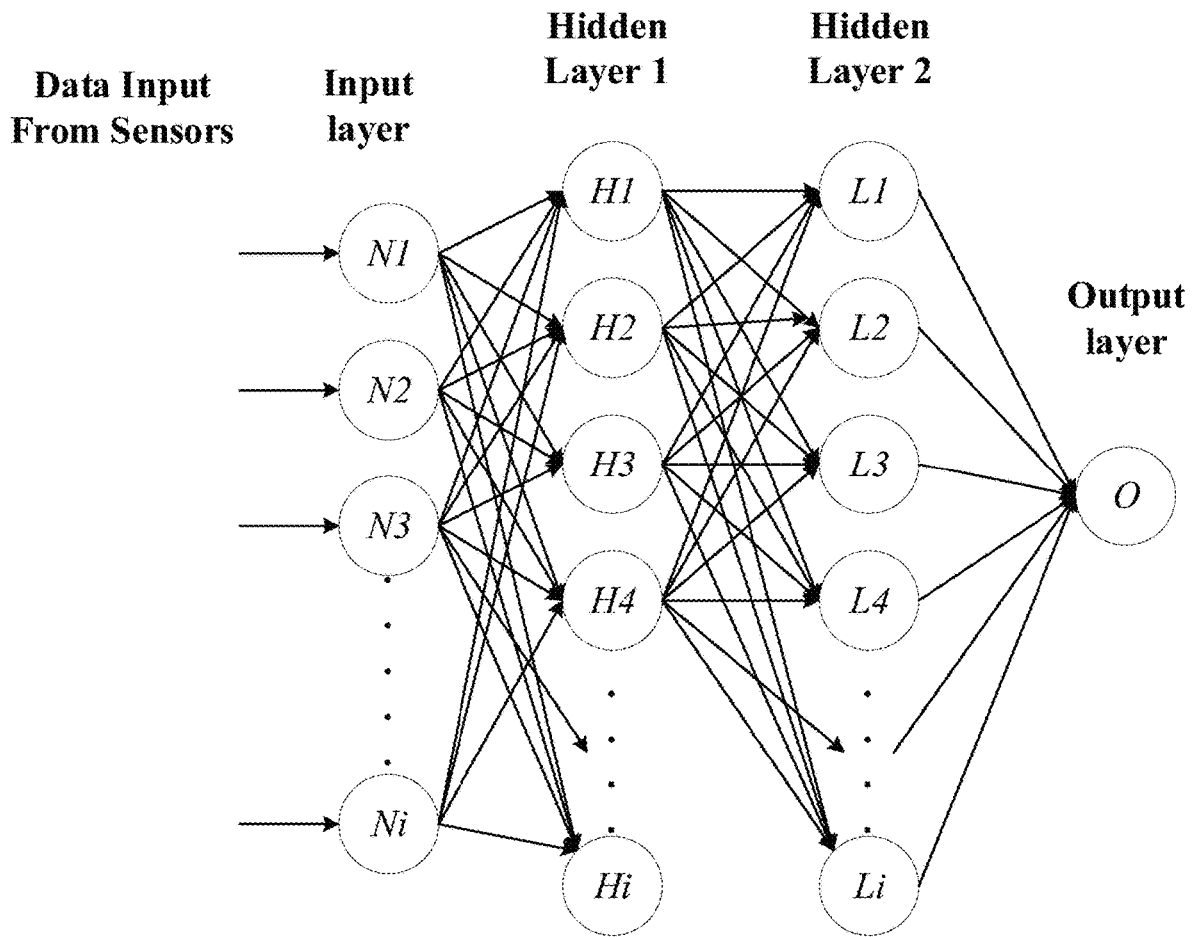 Data Input
From Sensors
Input
layer
Hidden
Layer 1
Hidden
Layer 2
Output
layer
N1
N2
N3
Ni
H1
H2
H3
H4
Hi
L1
L2
L3
L4
Li
O